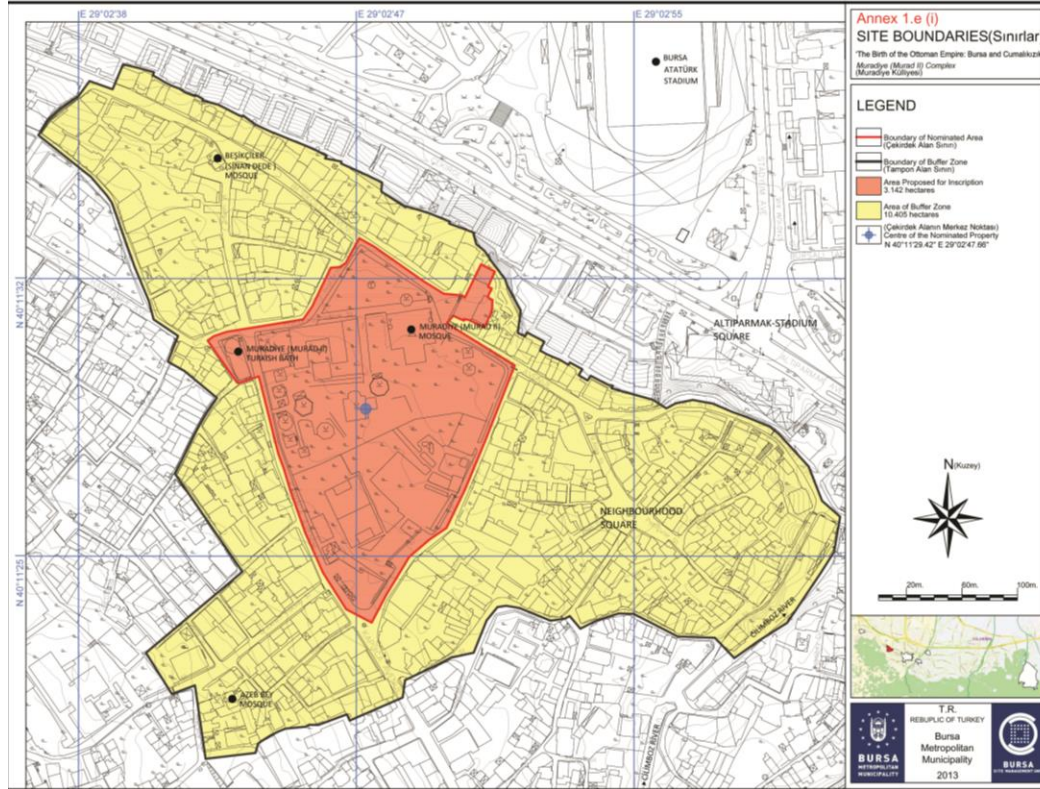 E 29°02'38
E 29°02'47
E 29°02'55
N 40°11'32
N 40°11'25
BURSA
ATATÜRK
STADIUM
BEŞİKÇİLER
(SİNAN DEDE )
MOSQUE
MURADİYE (MURAD II)
MOSQUE
MURADİYE (MURAD II)
TURKISH BATH
ALTIPARMAK-STADIUM
SQUARE
NEIGHBOURHOOD
SQUARE
CILIMBOZ RIVER
AZEB BEY
MOSQUE
CILIMBOZ RIVER
Annex 1.e (i)
SITE BOUNDARIES(Sınırlar
'The Birth of the Ottoman Empire: Bursa and Cumalıkızık
Muradiye (Murad II) Complex
(Muradiye Külliyesi)
LEGEND
Boundary of Nominated Area
(Çekirdek Alan Sınırı)
Boundary of Buffer Zone
(Tampon Alan Sınırı)
Area Proposed for Inscription
3.142 hectares
Area of Buffer Zone
10.405 hectares
(Çekirdek Alanın Merkez Noktası)
Centre of the Nominated Property
N 40°11'29.42" E 29°02'47.66"
N(Kuzey)
20m. 60m. 100m.
BURSA
METROPOLITAN
MUNICIPALITY
T.R.
REBUPLIC OF TURKEY
Bursa
Metropolitan
Municipality
2013
BURSA
SITE MANAGEMENT